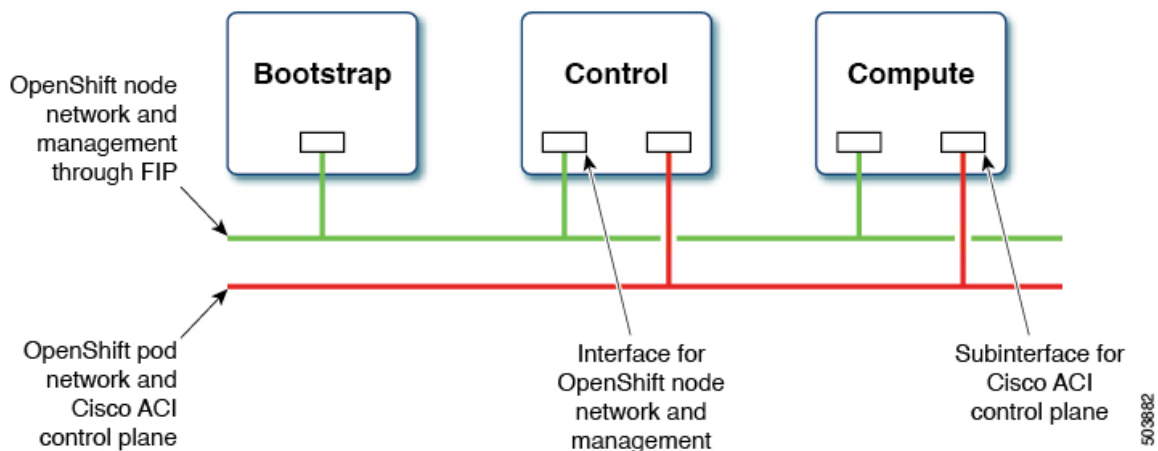 Bootstrap
Control
Compute
OpenShift node
network and
management
through FIP
OpenShift pod
network and
Cisco ACI
control plane
Interface for
OpenShift node
network and
management
Subinterface for
Cisco ACI
control plane
503882